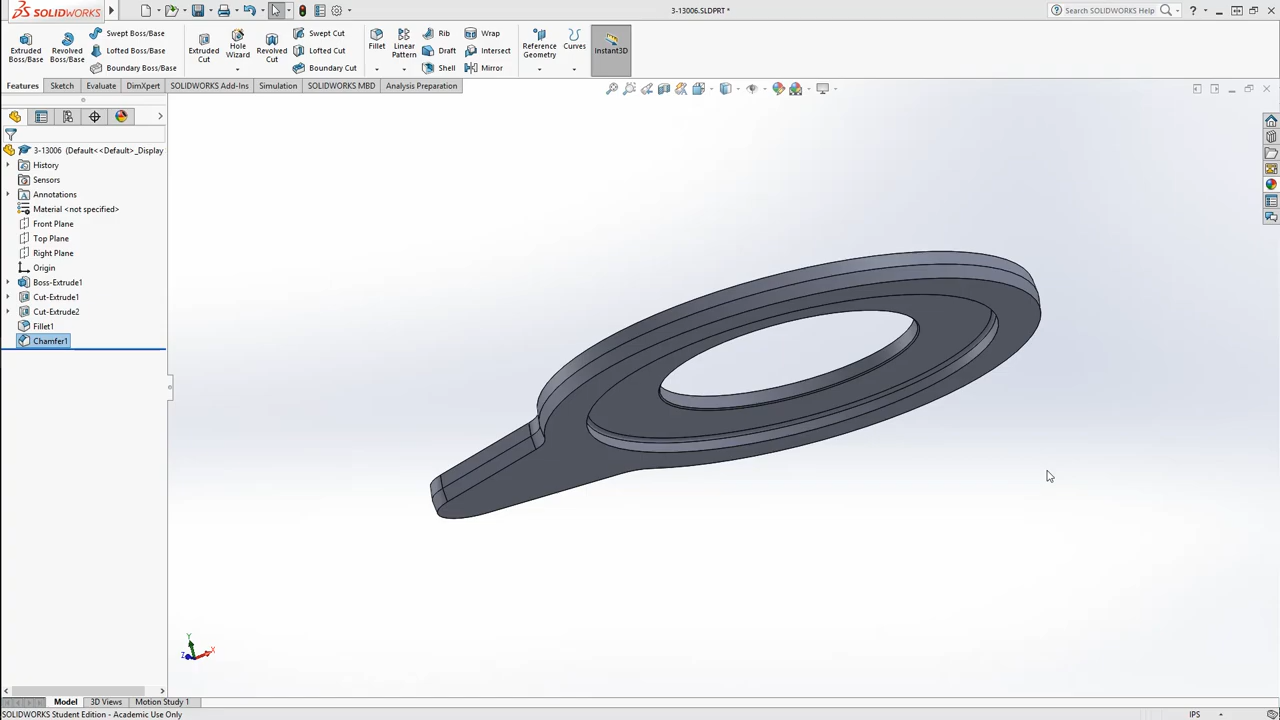 SOLIDWORKS
3-13006.SLDPRT *
Search SOLIDWORKS Help
Extruded Boss/Base
Revolved Boss/Base
Swept Boss/Base
Lofted Boss/Base
Boundary Boss/Base
Extruded Cut
Hole Wizard
Revolved Cut
Swept Cut
Lofted Cut
Boundary Cut
Fillet
Linear Pattern
Rib
Draft
Shell
Wrap
Intersect
Mirror
Reference Geometry
Curves
Instant3D
Features
Sketch
Evaluate
DimXpert
SOLIDWORKS Add-Ins
Simulation
SOLIDWORKS MBD
Analysis Preparation
3-13006 (Default<<Default>_Display
History
Sensors
Annotations
Material <not specified>
Front Plane
Top Plane
Right Plane
Origin
Boss-Extrude1
Cut-Extrude1
Cut-Extrude2
Fillet1
Chamfer1
Y
Z
X
Model
3D Views
Motion Study 1
SOLIDWORKS Student Edition - Academic Use Only
IPS